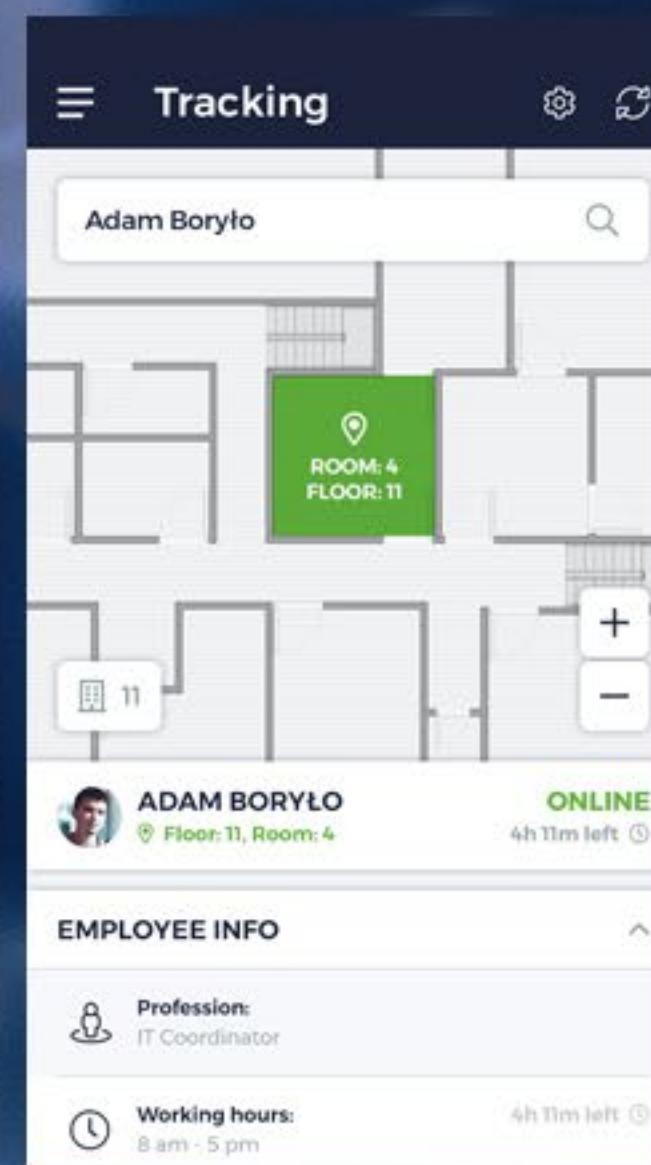 Tracking
Adam Boryło
ROOM: 4
FLOOR: 11
+
11
−
ADAM BORYŁO
ONLINE
Floor: 11, Room: 4
4h 11m left
EMPLOYEE INFO
Profession:
IT Coordinator
Working hours:
4h 11m left
8 am - 5 pm